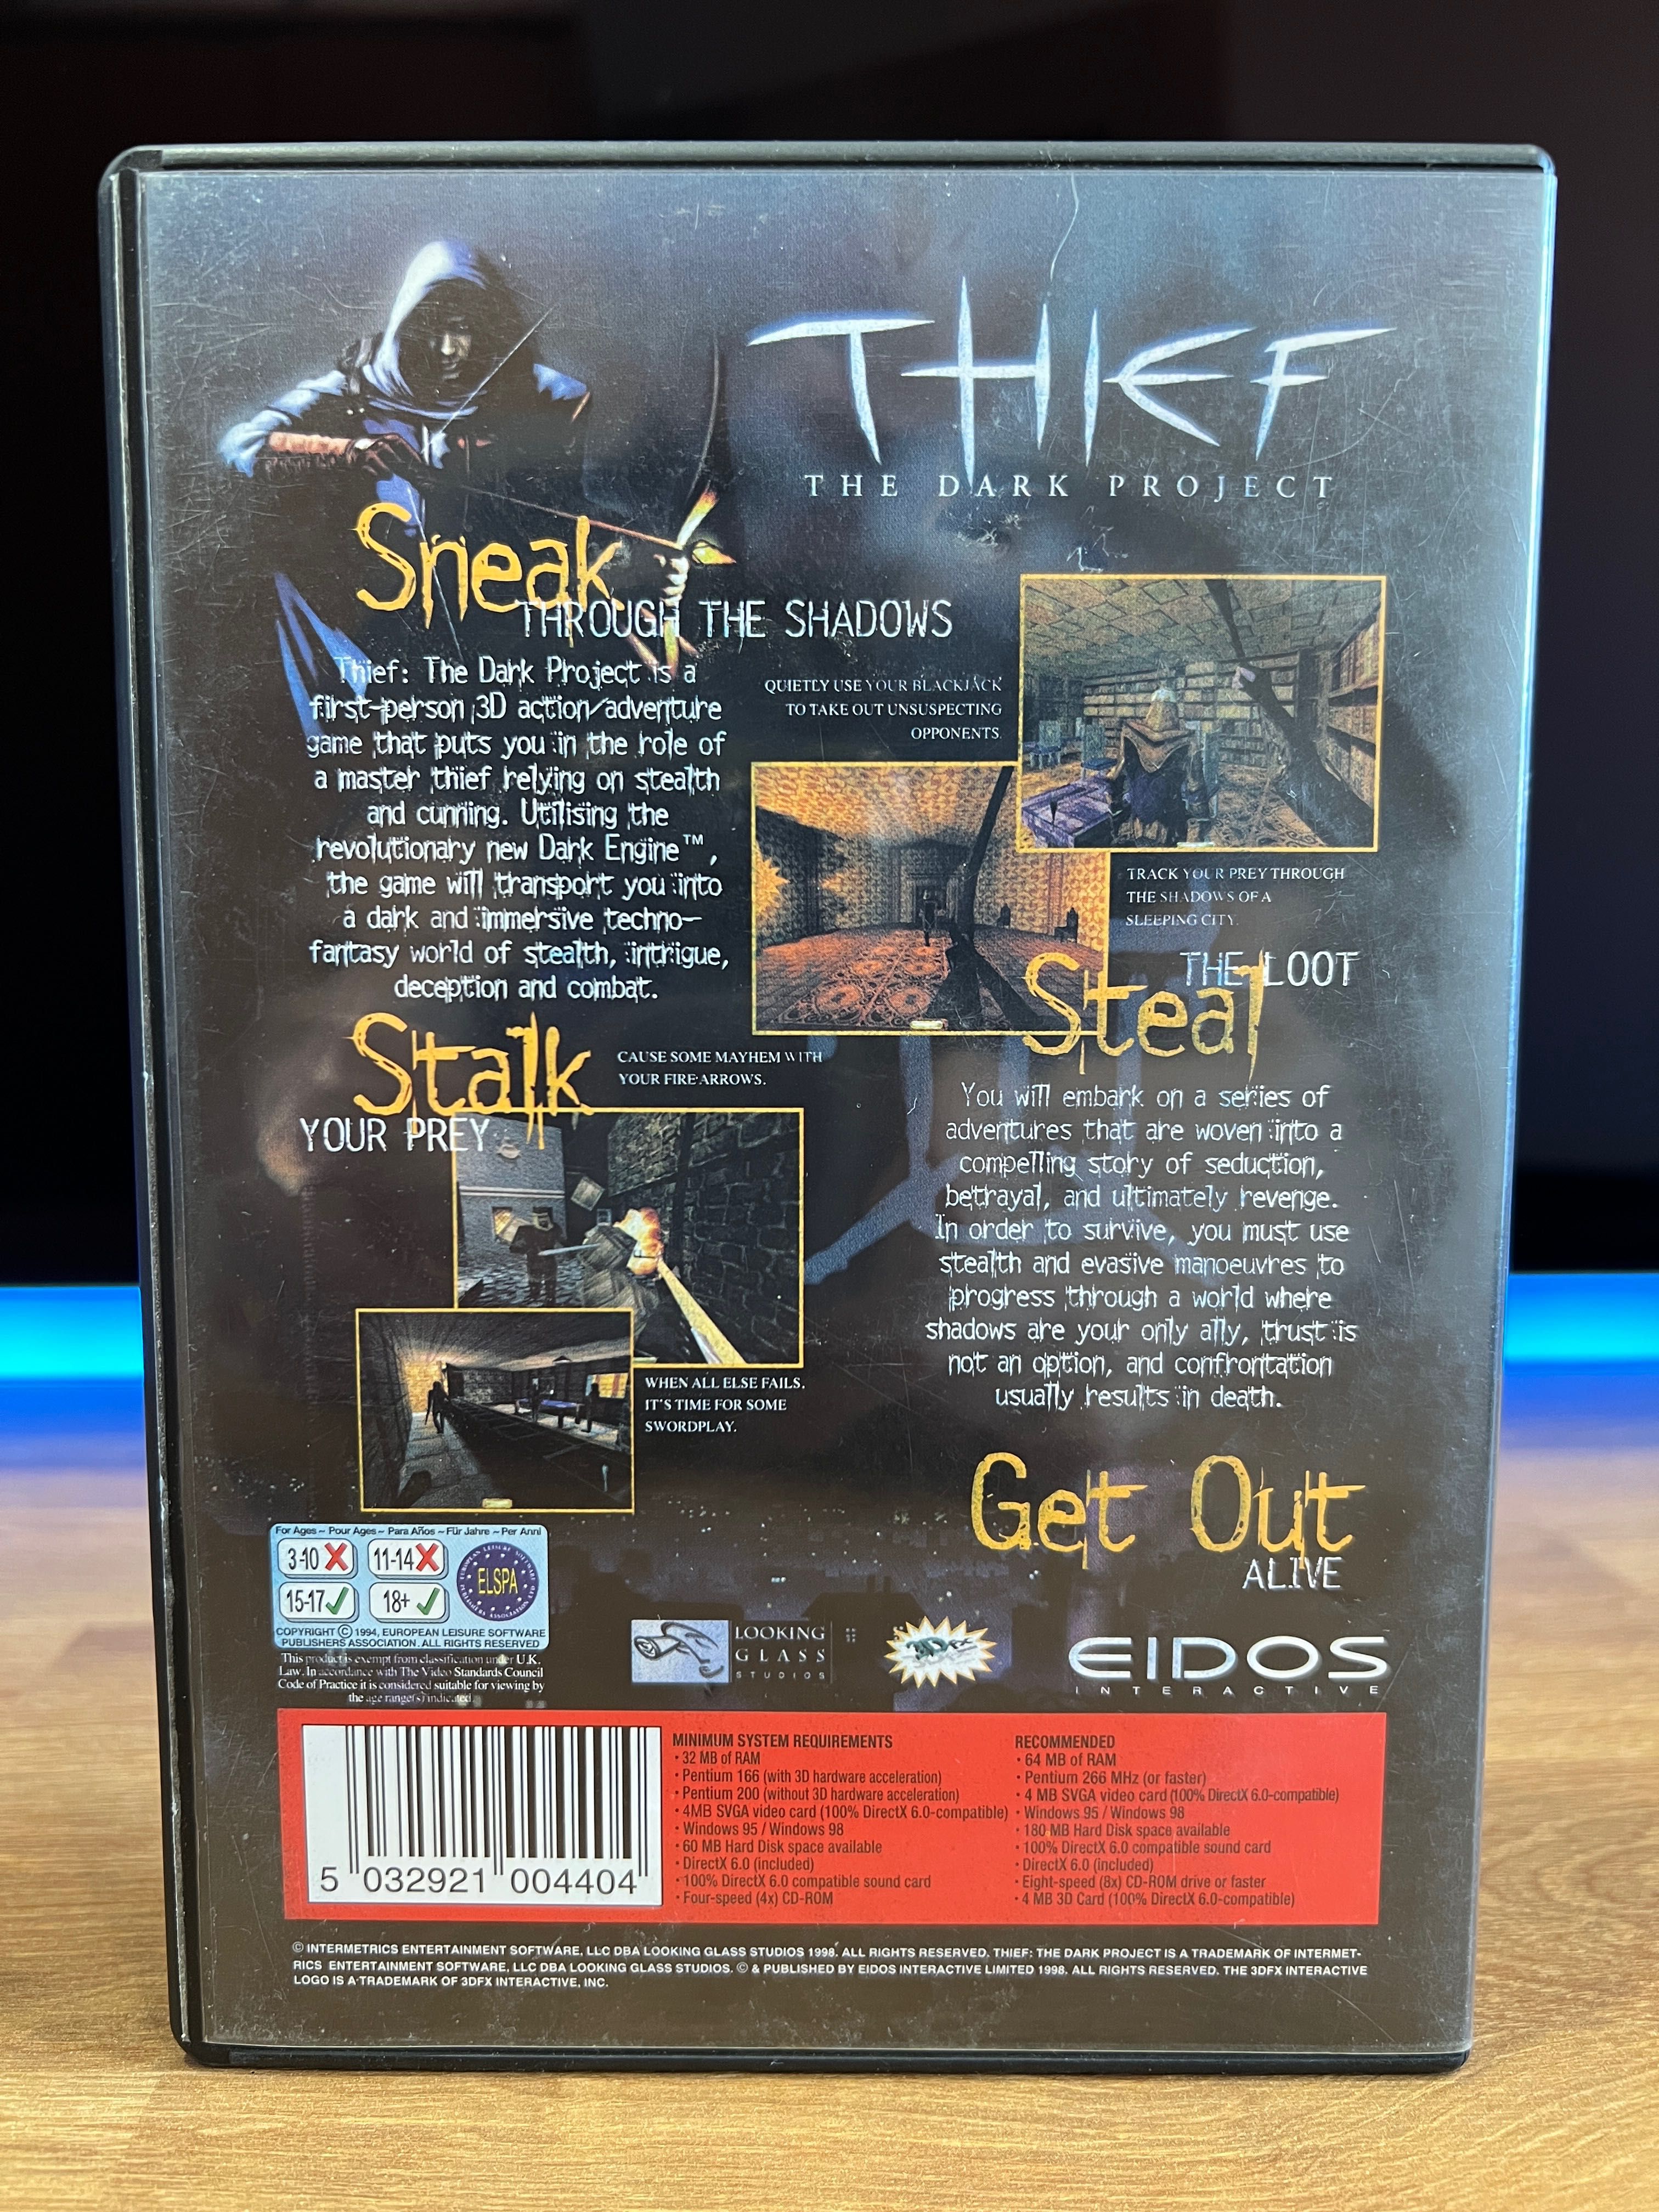 THIEF
THE DARK PROJECT
Sneak
THROUGH THE SHADOWS
Thief: The Dark Project is a
first-person 3D action/adventure
game that puts you in the role of
a master thief relying on stealth
and cunning. Utilising the
revolutionary new Dark Engine™,
the game will transport you into
a dark and immersive techno-
fantasy world of stealth, intrigue,
deception and combat.
QUIETLY USE YOUR BLACKJACK
TO TAKE OUT UNSUSPECTING
OPPONENTS.
TRACK YOUR PREY THROUGH
THE SHADOWS OF A
SLEEPING CITY.
Stalk
YOUR PREY
CAUSE SOME MAYHEM WITH
YOUR FIRE ARROWS.
WHEN ALL ELSE FAILS,
IT'S TIME FOR SOME
SWORDPLAY.
THE LOOT
Steal
You will embark on a series of
adventures that are woven into a
compelling story of seduction,
betrayal, and ultimately revenge.
In order to survive, you must use
stealth and evasive manoeuvres to
progress through a world where
shadows are your only ally, trust is
not an option, and confrontation
usually results in death.
Get Out
ALIVE
For Ages ~ Pour Ages ~ Para Años ~ Für Jahre ~ Per Anni
3-10 11-14
15-17 18+
ELSPA
EUROPEAN LEISURE SOFTWARE PUBLISHERS ASSOCIATION LTD
COPYRIGHT © 1994, EUROPEAN LEISURE SOFTWARE
PUBLISHERS ASSOCIATION. ALL RIGHTS RESERVED
This product is exempt from classification under U.K.
Law. In accordance with The Video Standards Council
Code of Practice it is considered suitable for viewing by
the age range(s) indicated.
LOOKING
GLASS
STUDIOS
3Dfx
EIDOS
INTERACTIVE
5 032921 004404
MINIMUM SYSTEM REQUIREMENTS
• 32 MB of RAM
• Pentium 166 (with 3D hardware acceleration)
• Pentium 200 (without 3D hardware acceleration)
• 4MB SVGA video card (100% DirectX 6.0-compatible)
• Windows 95 / Windows 98
• 60 MB Hard Disk space available
• DirectX 6.0 (included)
• 100% DirectX 6.0 compatible sound card
• Four-speed (4x) CD-ROM
RECOMMENDED
• 64 MB of RAM
• Pentium 266 MHz (or faster)
• 4 MB SVGA video card (100% DirectX 6.0-compatible)
• Windows 95 / Windows 98
• 180 MB Hard Disk space available
• 100% DirectX 6.0 compatible sound card
• DirectX 6.0 (included)
• Eight-speed (8x) CD-ROM drive or faster
• 4 MB 3D Card (100% DirectX 6.0-compatible)
© INTERMETRICS ENTERTAINMENT SOFTWARE, LLC DBA LOOKING GLASS STUDIOS 1998. ALL RIGHTS RESERVED. THIEF: THE DARK PROJECT IS A TRADEMARK OF INTERMET-
RICS ENTERTAINMENT SOFTWARE, LLC DBA LOOKING GLASS STUDIOS. © & PUBLISHED BY EIDOS INTERACTIVE LIMITED 1998. ALL RIGHTS RESERVED. THE 3DFX INTERACTIVE
LOGO IS A TRADEMARK OF 3DFX INTERACTIVE, INC.